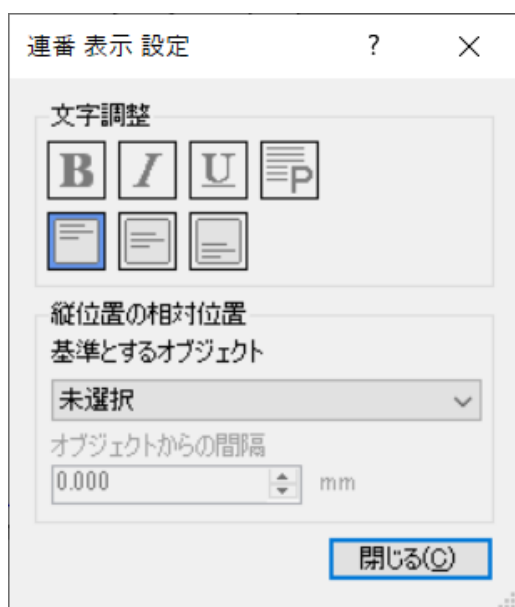 連番 表示 設定
?
文字調整
B
I
U
P
縦位置の相対位置
基準とするオブジェクト
未選択
オブジェクトからの間隔
0.000
mm
閉じる(C)